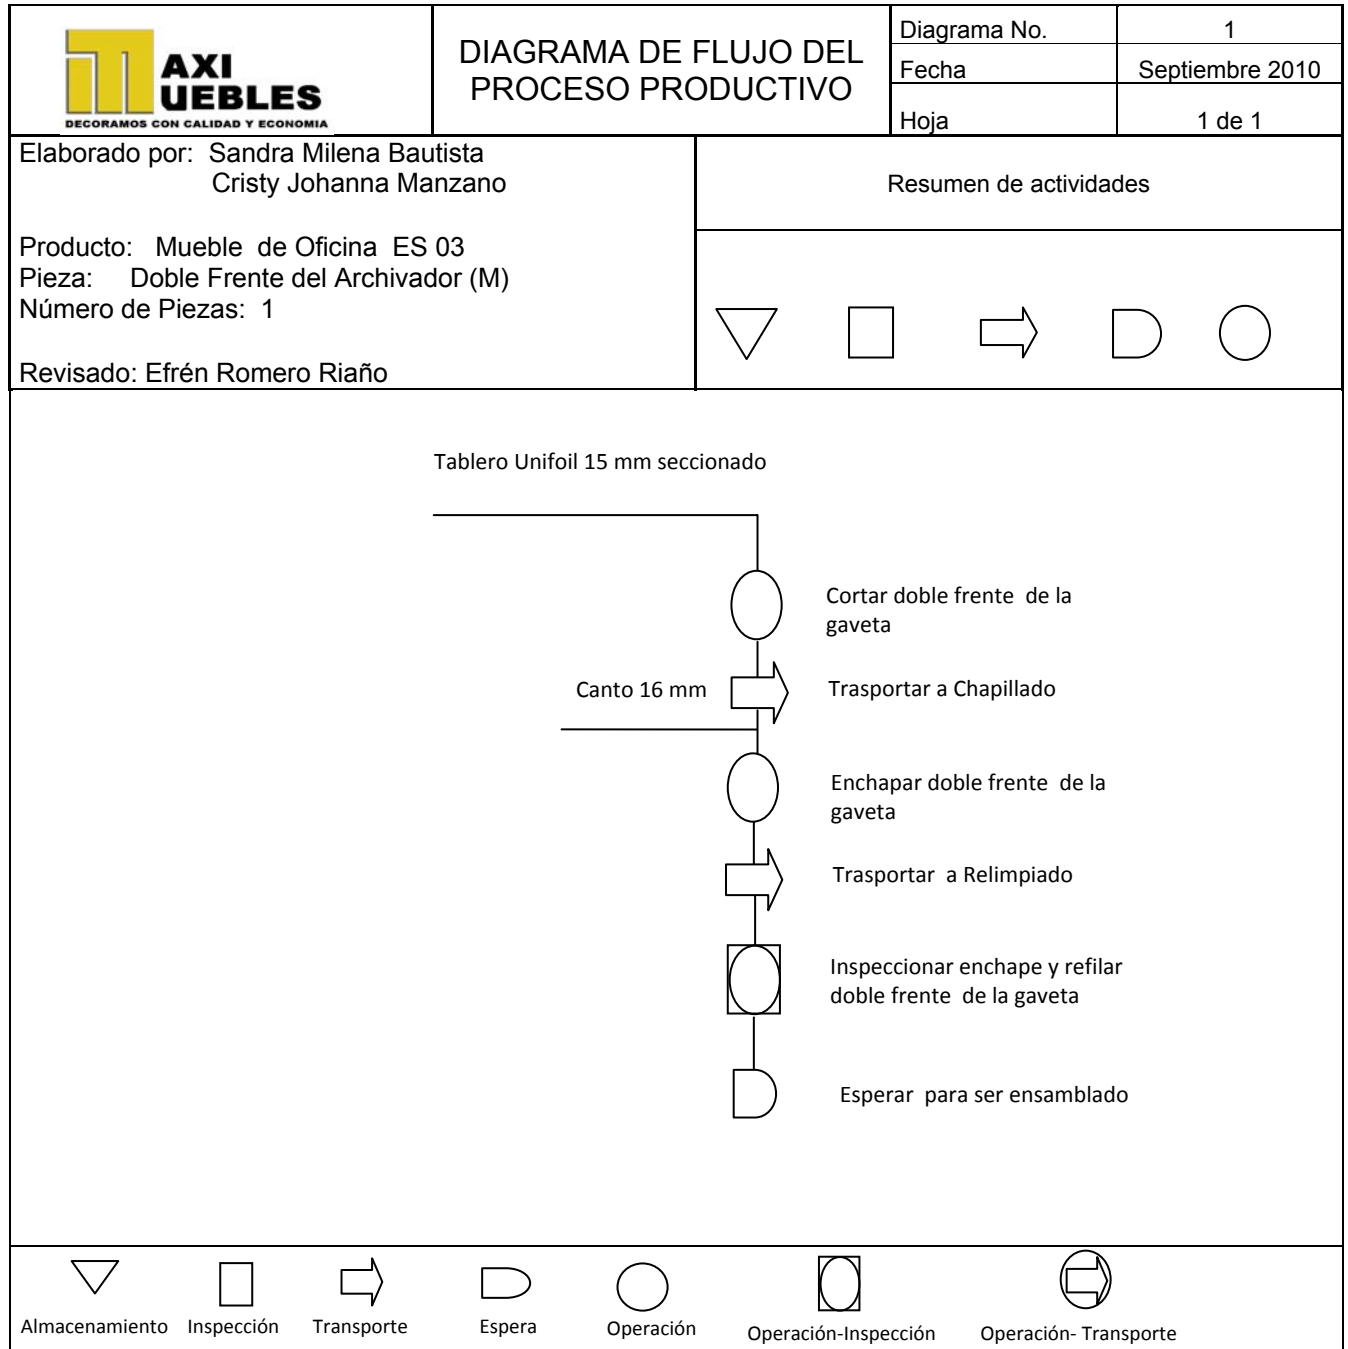 AXI
UEBLES
DECORAMOS CON CALIDAD Y ECONOMIA
DIAGRAMA DE FLUJO DEL
PROCESO PRODUCTIVO
Diagrama No. 1
Fecha Septiembre 2010
Hoja 1 de 1
Elaborado por: Sandra Milena Bautista
Cristy Johanna Manzano
Producto: Mueble de Oficina ES 03
Pieza: Doble Frente del Archivador (M)
Número de Piezas: 1
Revisado: Efrén Romero Riaño
Resumen de actividades
Tablero Unifoil 15 mm seccionado
Cortar doble frente de la
gaveta
Canto 16 mm
Trasportar a Chapillado
Enchapar doble frente de la
gaveta
Trasportar a Relimpiado
Inspeccionar enchape y refilar
doble frente de la gaveta
Esperar para ser ensamblado
Almacenamiento
Inspección
Transporte
Espera
Operación
Operación-Inspección
Operación- Transporte